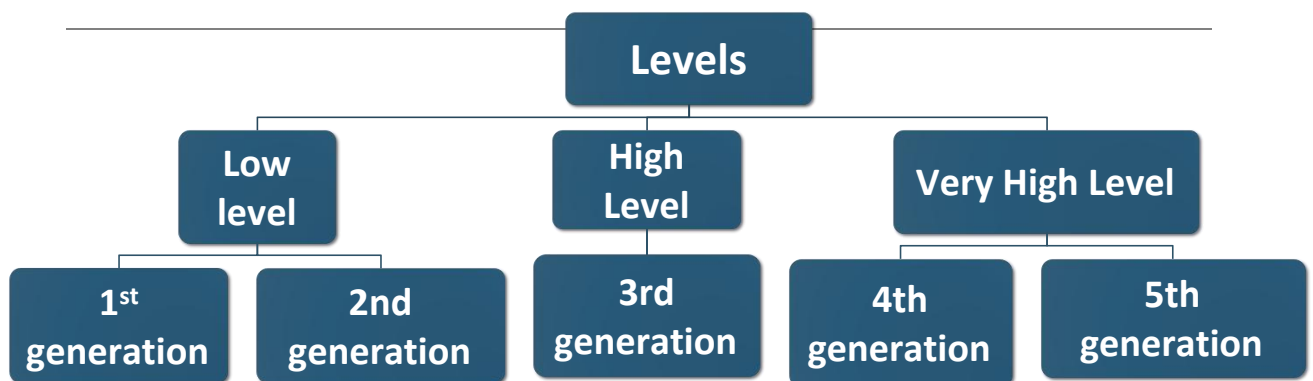 Levels
Low
level
High
Level
Very High Level
1st
generation
2nd
generation
3rd
generation
4th
generation
5th
generation